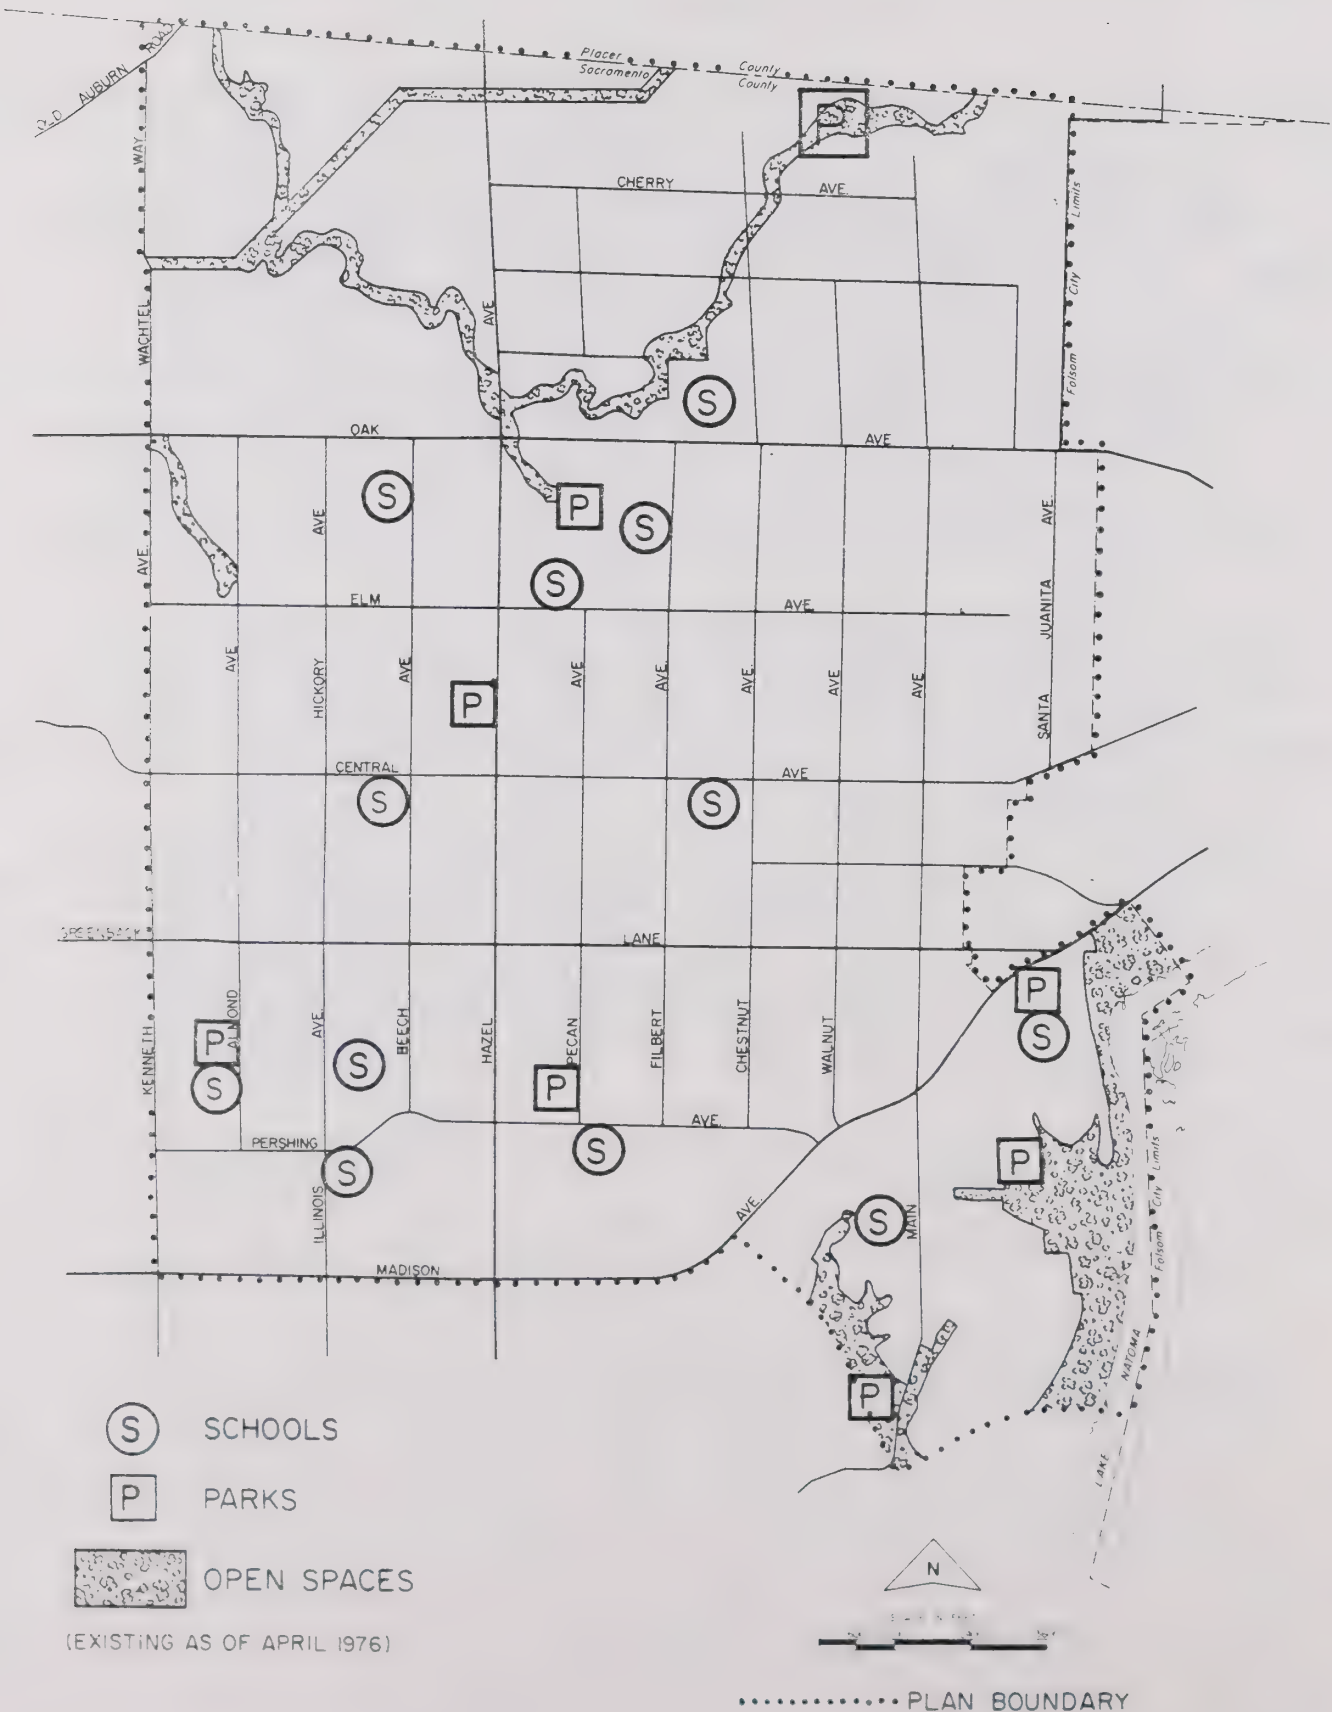 Placer County
Sacramento County
OLD AUBURN ROAD
WAY
P
CHERRY AVE.
Folsom City Limits
WACHTEL
AVE
S
OAK AVE
S
P
S
AVE.
AVE.
AVE.
S
ELM AVE.
SANTA JUANITA
AVE
HICKORY
AVE
AVE
AVE.
AVE.
AVE
AVE
P
CENTRAL AVE
S
S
GREENBACK LANE
P
S
KENNETH
P
ALMOND
S
AVE.
S
BEECH
HAZEL
PECAN
P
FILBERT
CHESTNUT
WALNUT
PERSHING AVE.
S
S
P
Folsom City Limits
ILLINOIS
AVE.
S
MAIN
MADISON
P
LAKE NATOMA
S SCHOOLS
P PARKS
OPEN SPACES
(EXISTING AS OF APRIL 1976)
N
PLAN BOUNDARY